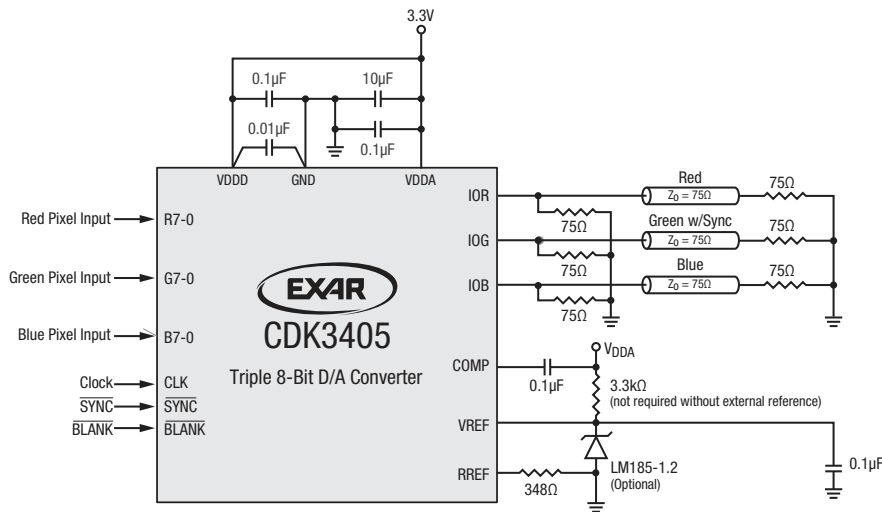 3.3V
0.1µF
10µF
0.01µF
0.1µF
VDDD
GND
VDDA
Red Pixel Input
R7-0
Green Pixel Input
G7-0
Blue Pixel Input
B7-0
Clock
CLK
SYNC
SYNC
BLANK
BLANK
EXAR
CDK3405
Triple 8-Bit D/A Converter
IOR
Red
Z0 = 75Ω
75Ω
75Ω
IOG
Green w/Sync
Z0 = 75Ω
75Ω
75Ω
IOB
Blue
Z0 = 75Ω
75Ω
75Ω
COMP
0.1µF
VDDA
3.3kΩ
(not required without external reference)
VREF
LM185-1.2
(Optional)
0.1µF
RREF
348Ω